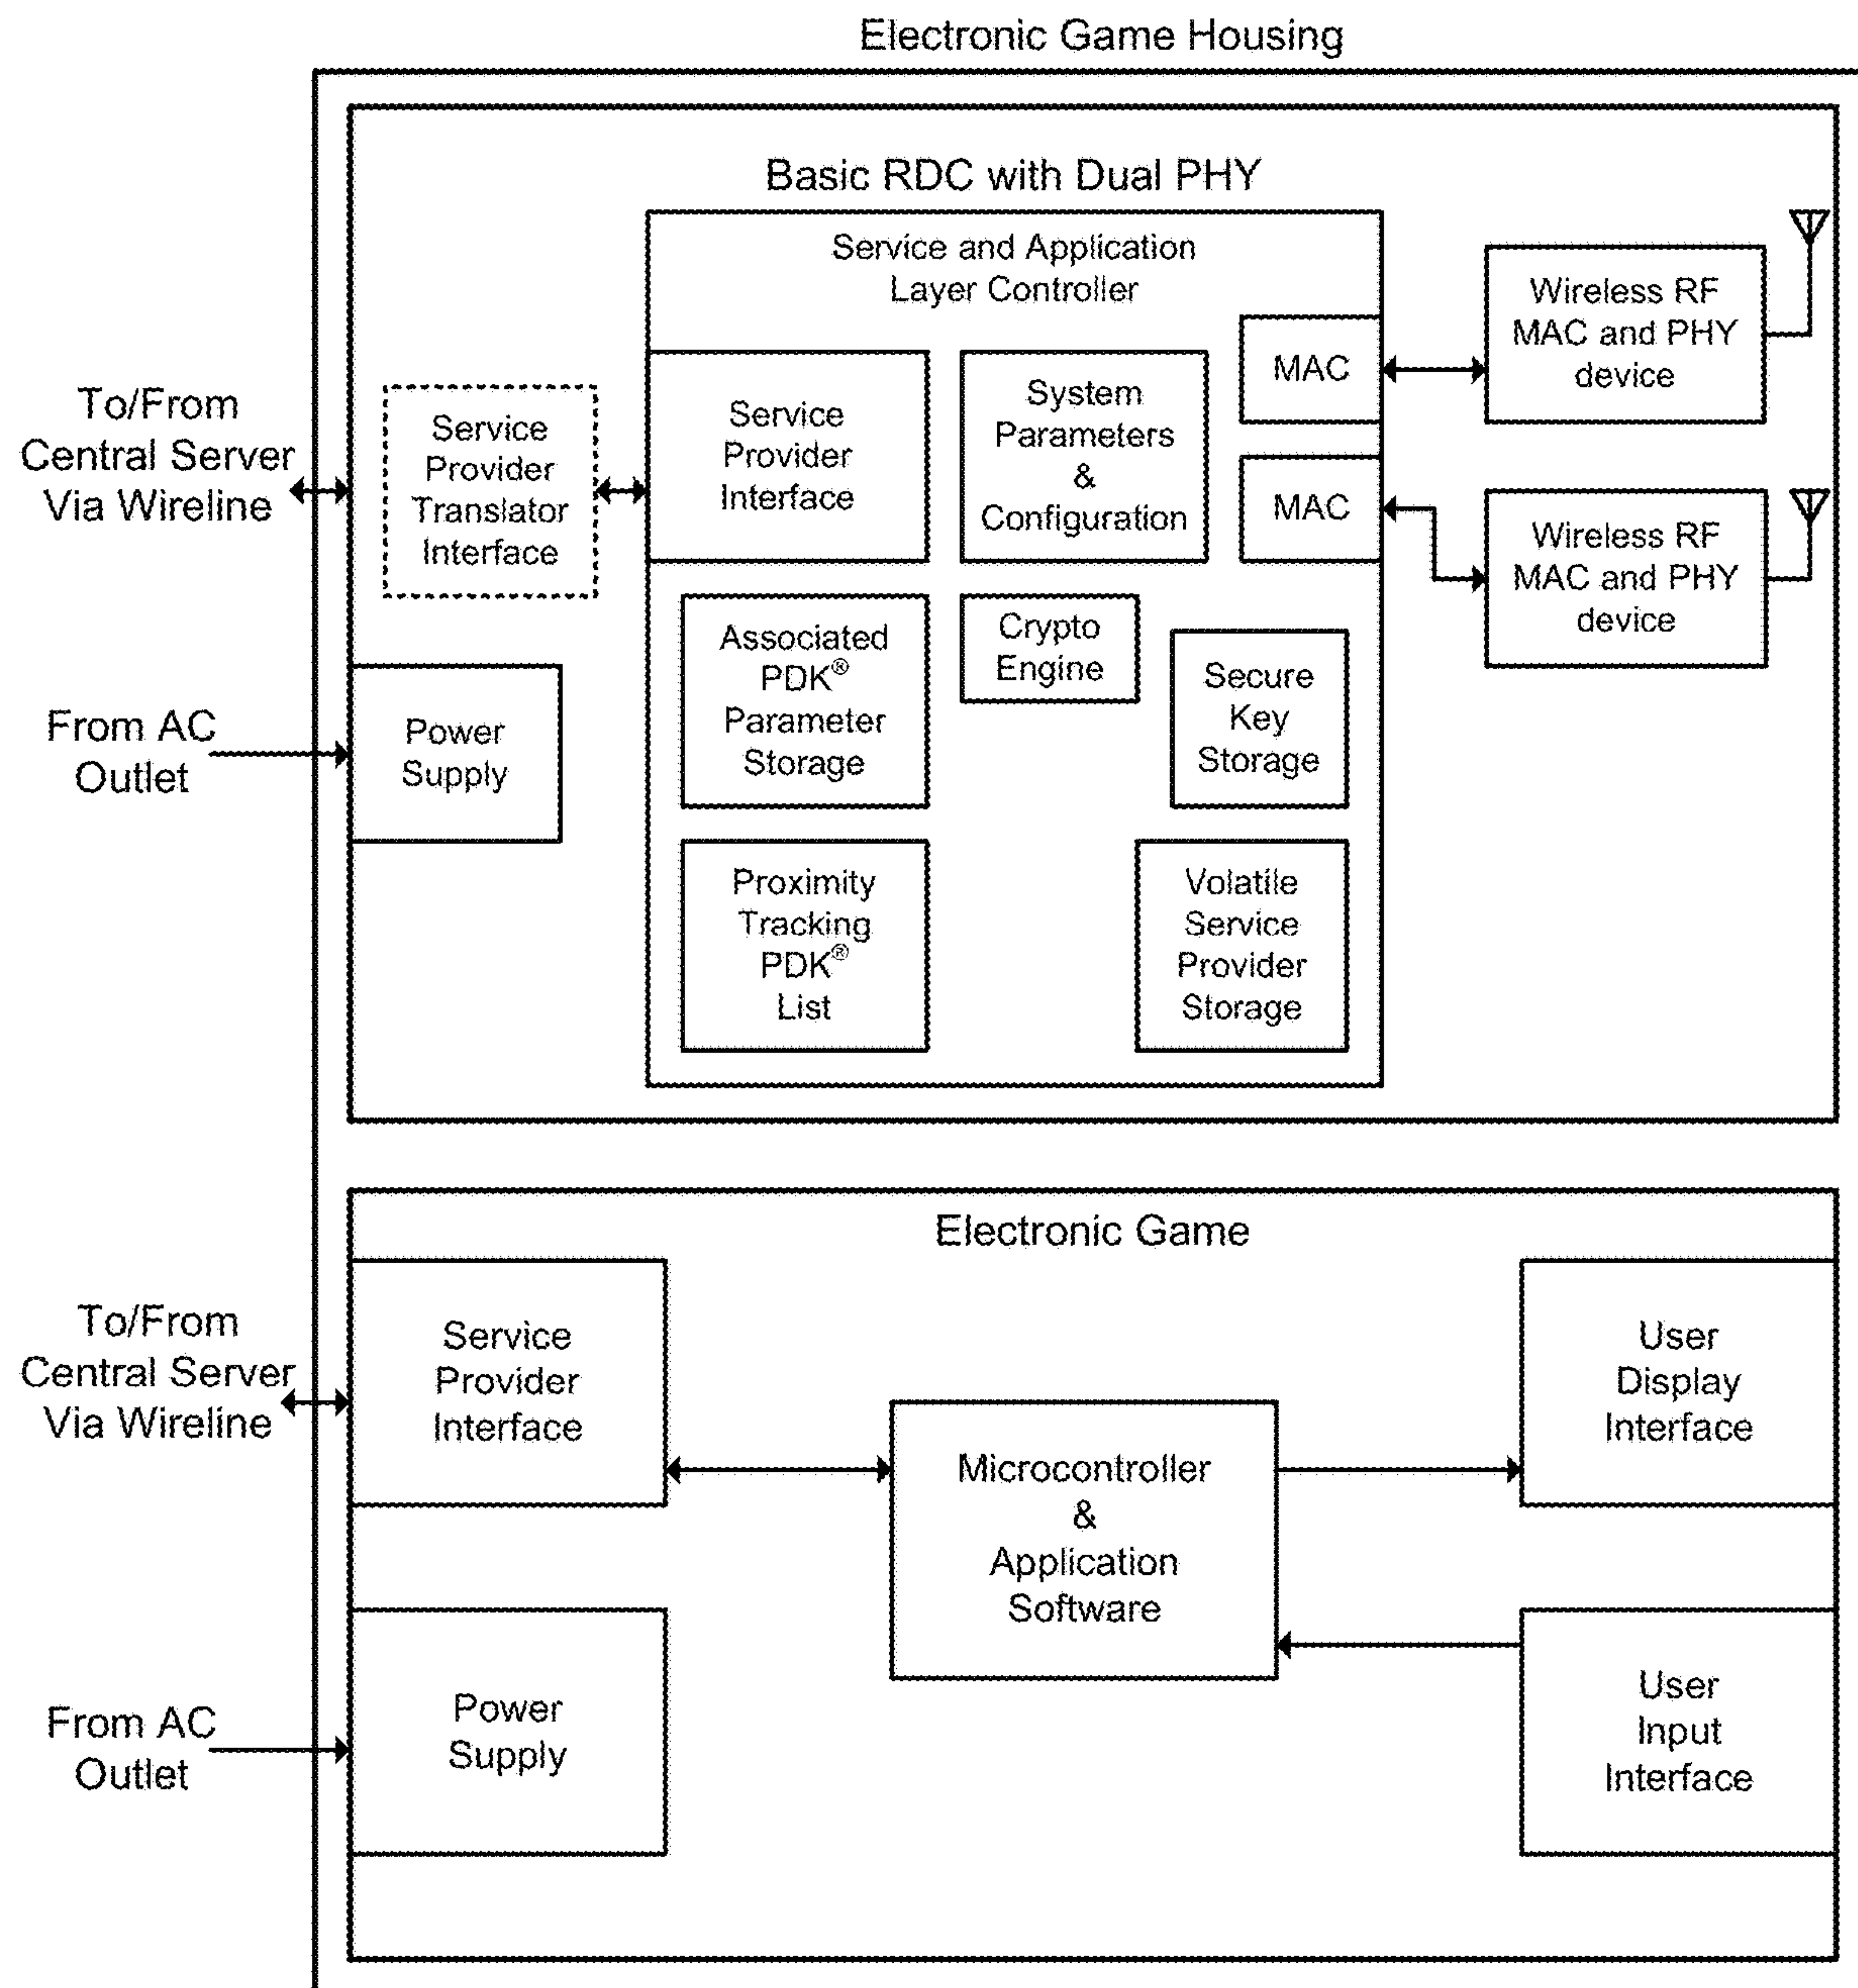 Electronic Game Housing
Basic RDC with Dual PHY
Service and Application
Layer Controller
MAC
Wireless RF
MAC and PHY
device
To/From
Central Server
Via Wireline
Service
Provider
Translator
Interface
Service
Provider
Interface
System
Parameters
&
Configuration
MAC
Wireless RF
MAC and PHY
device
From AC
Outlet
Power
Supply
Associated
PDK®
Parameter
Storage
Crypto
Engine
Secure
Key
Storage
Proximity
Tracking
PDK®
List
Volatile
Service
Provider
Storage
Electronic Game
To/From
Central Server
Via Wireline
Service
Provider
Interface
Microcontroller
&
Application
Software
User
Display
Interface
From AC
Outlet
Power
Supply
User
Input
Interface